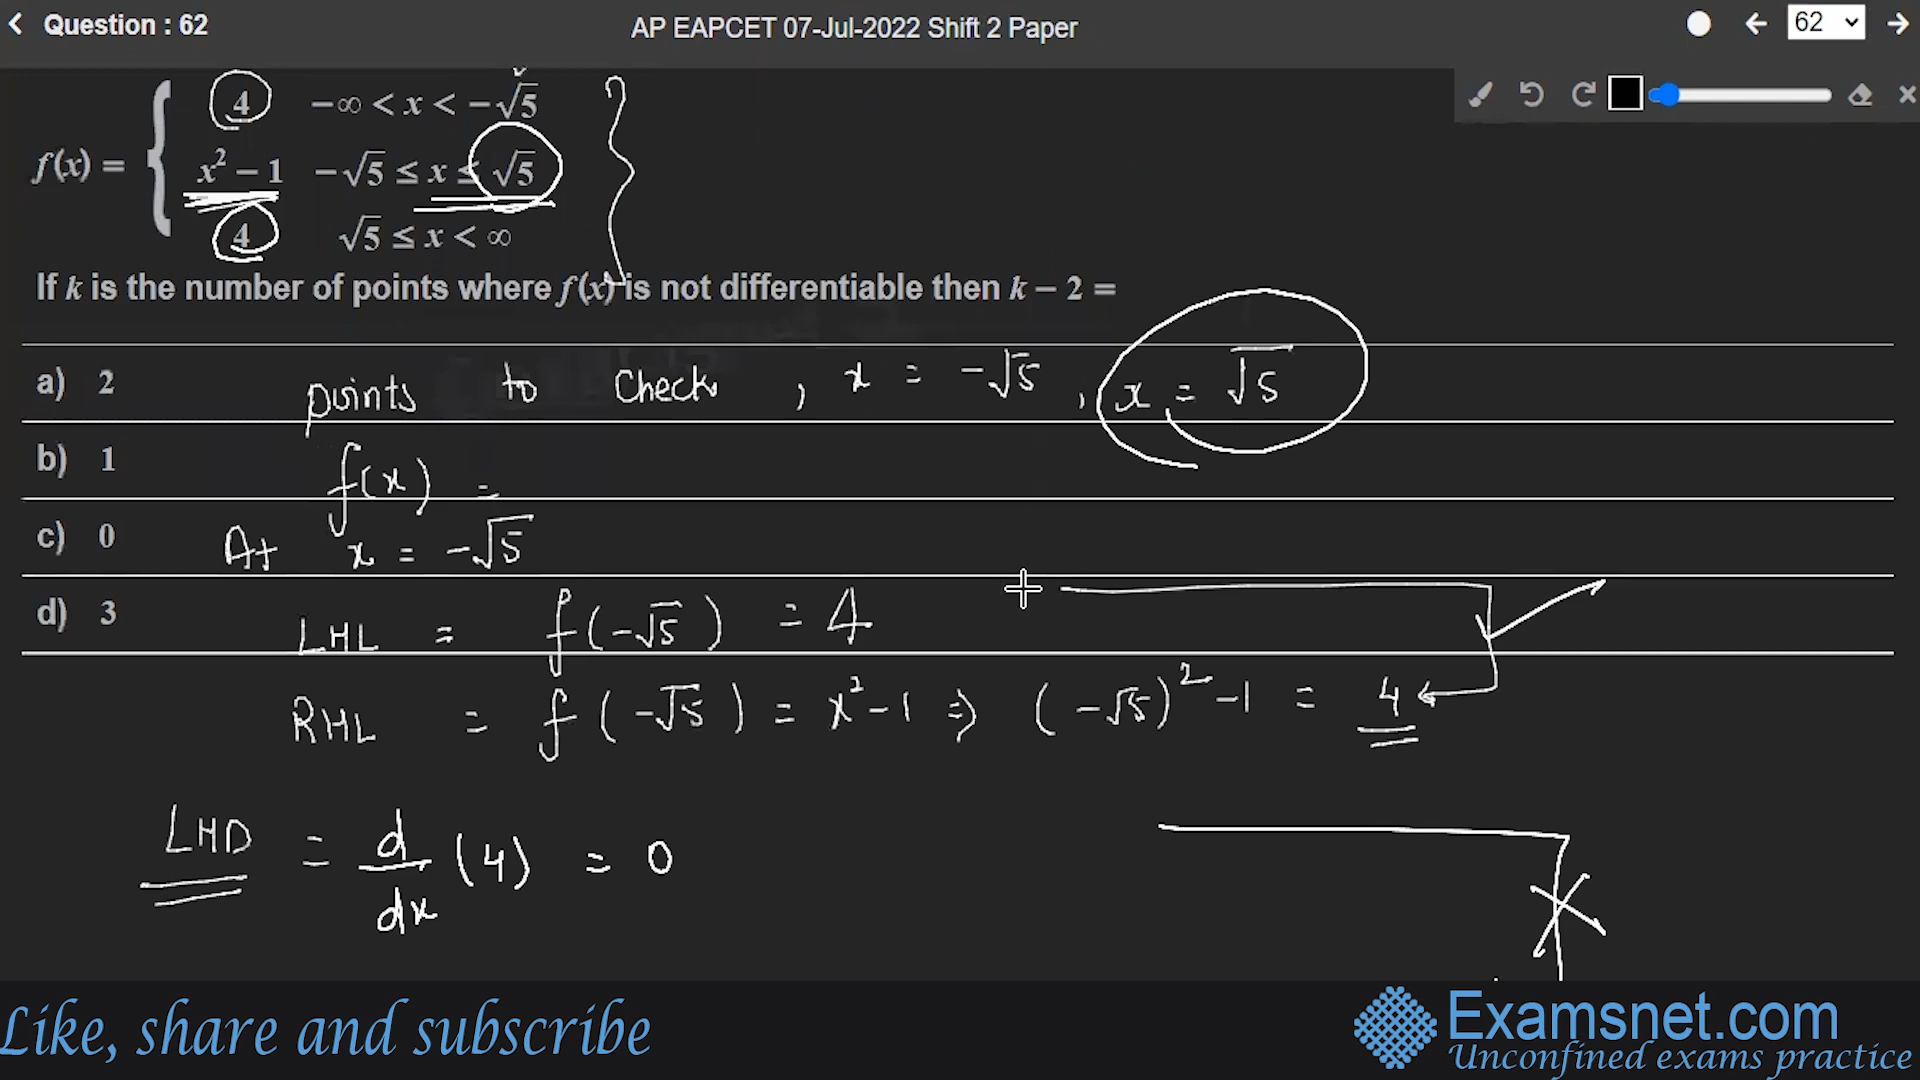 Question : 62 AP EAPCET 07-Jul-2022 Shift 2 Paper 62
4 −∞ < x < −√5
f(x) = { x² − 1 −√5 ≤ x ≤ √5
4 √5 ≤ x < ∞
If k is the number of points where f(x) is not differentiable then k − 2 =
a) 2 points to check, x = -√5, x = √5
b) 1 f(x) =
c) 0 At x = -√5
d) 3 LHL = f(-√5) = 4
RHL = f(-√5) = x²-1 ⇒ (-√5)²-1 = 4
LHD = d/dx (4) = 0
Like, share and subscribe
Examsnet.com
Unconfined exams practice